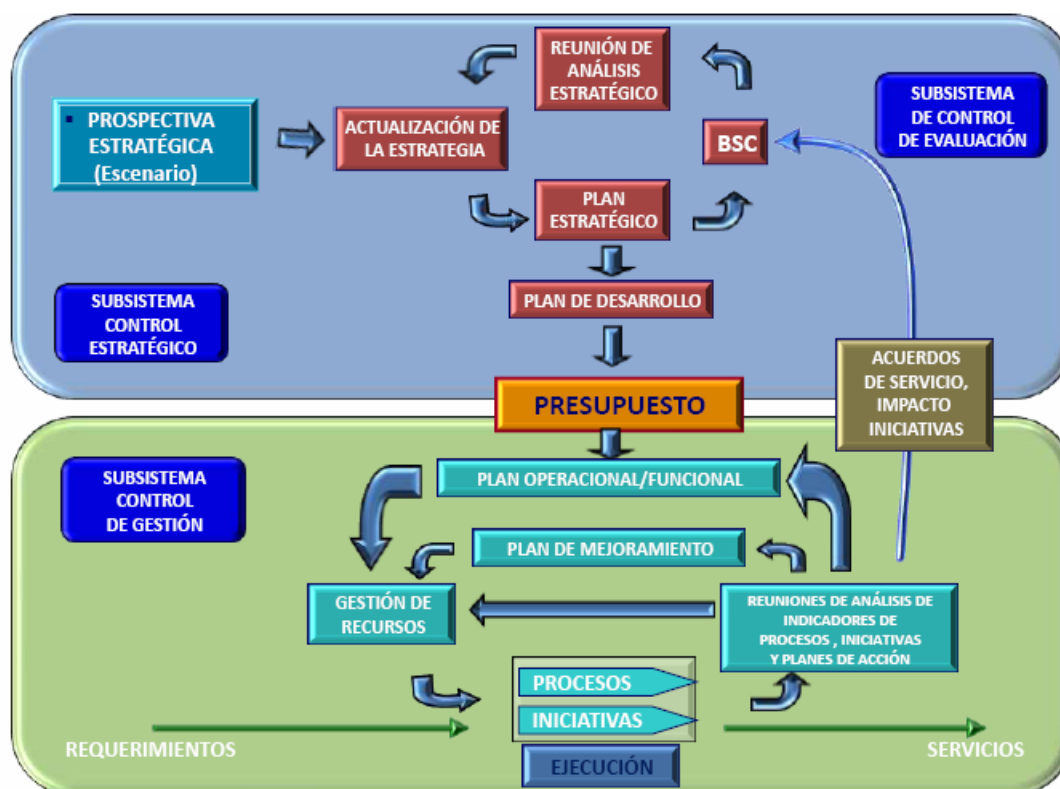 REUNIÓN DE
ANÁLISIS
ESTRATÉGICO
SUBSISTEMA
DE CONTROL
DE EVALUACIÓN
▪ PROSPECTIVA
ESTRATÉGICA
(Escenario)
ACTUALIZACIÓN DE
LA ESTRATEGIA
BSC
PLAN
ESTRATÉGICO
SUBSISTEMA
CONTROL
ESTRATÉGICO
PLAN DE DESARROLLO
ACUERDOS
DE SERVICIO,
IMPACTO
INICIATIVAS
PRESUPUESTO
SUBSISTEMA
CONTROL
DE GESTIÓN
PLAN OPERACIONAL/FUNCIONAL
PLAN DE MEJORAMIENTO
GESTIÓN DE
RECURSOS
REUNIONES DE ANÁLISIS DE
INDICADORES DE
PROCESOS , INICIATIVAS
Y PLANES DE ACCIÓN
PROCESOS
INICIATIVAS
REQUERIMIENTOS
SERVICIOS
EJECUCIÓN